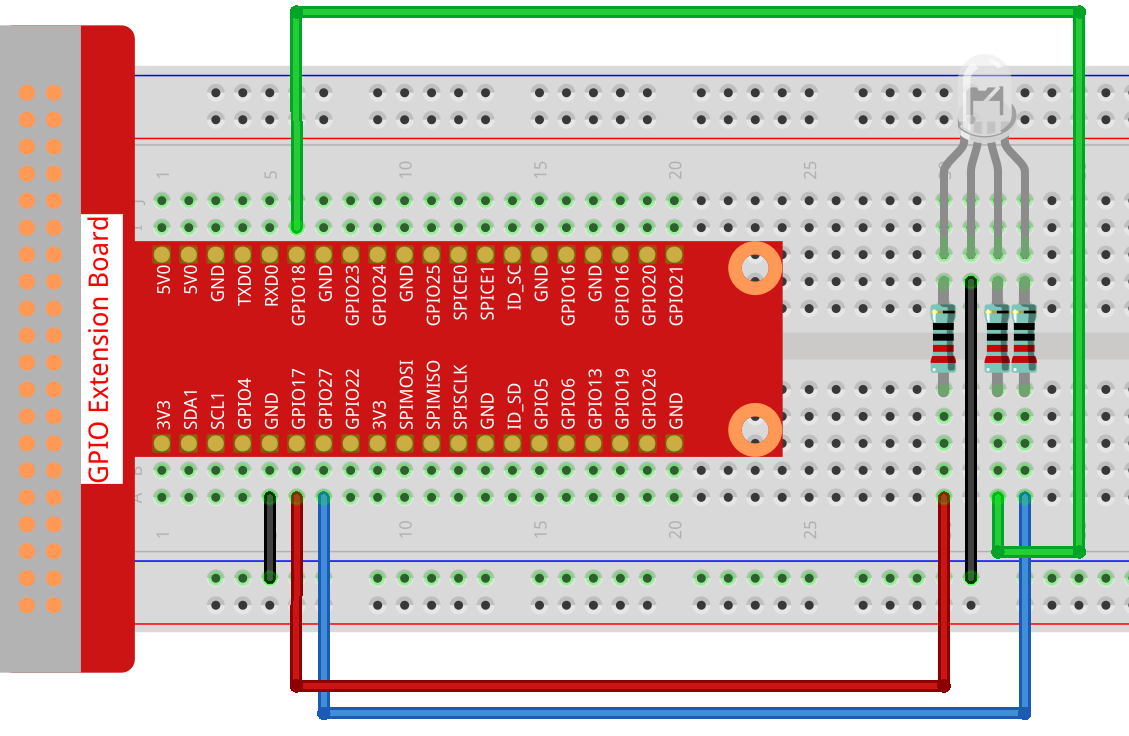 GPIO Extension Board
1 5 10 15 20 25
J
I
5V0
5V0
GND
TXD0
RXD0
GPIO18
GND
GPIO23
GPIO24
GND
GPIO25
SPICE0
SPICE1
ID_SC
GND
GPIO16
GND
GPIO16
GPIO20
GPIO21
3V3
SDA1
SCL1
GPIO4
GND
GPIO17
GPIO27
GPIO22
3V3
SPIMOSI
SPIMISO
SPISCLK
GND
ID_SD
GPIO5
GPIO6
GPIO13
GPIO19
GPIO26
GND
B
A
1 10 15 20 25